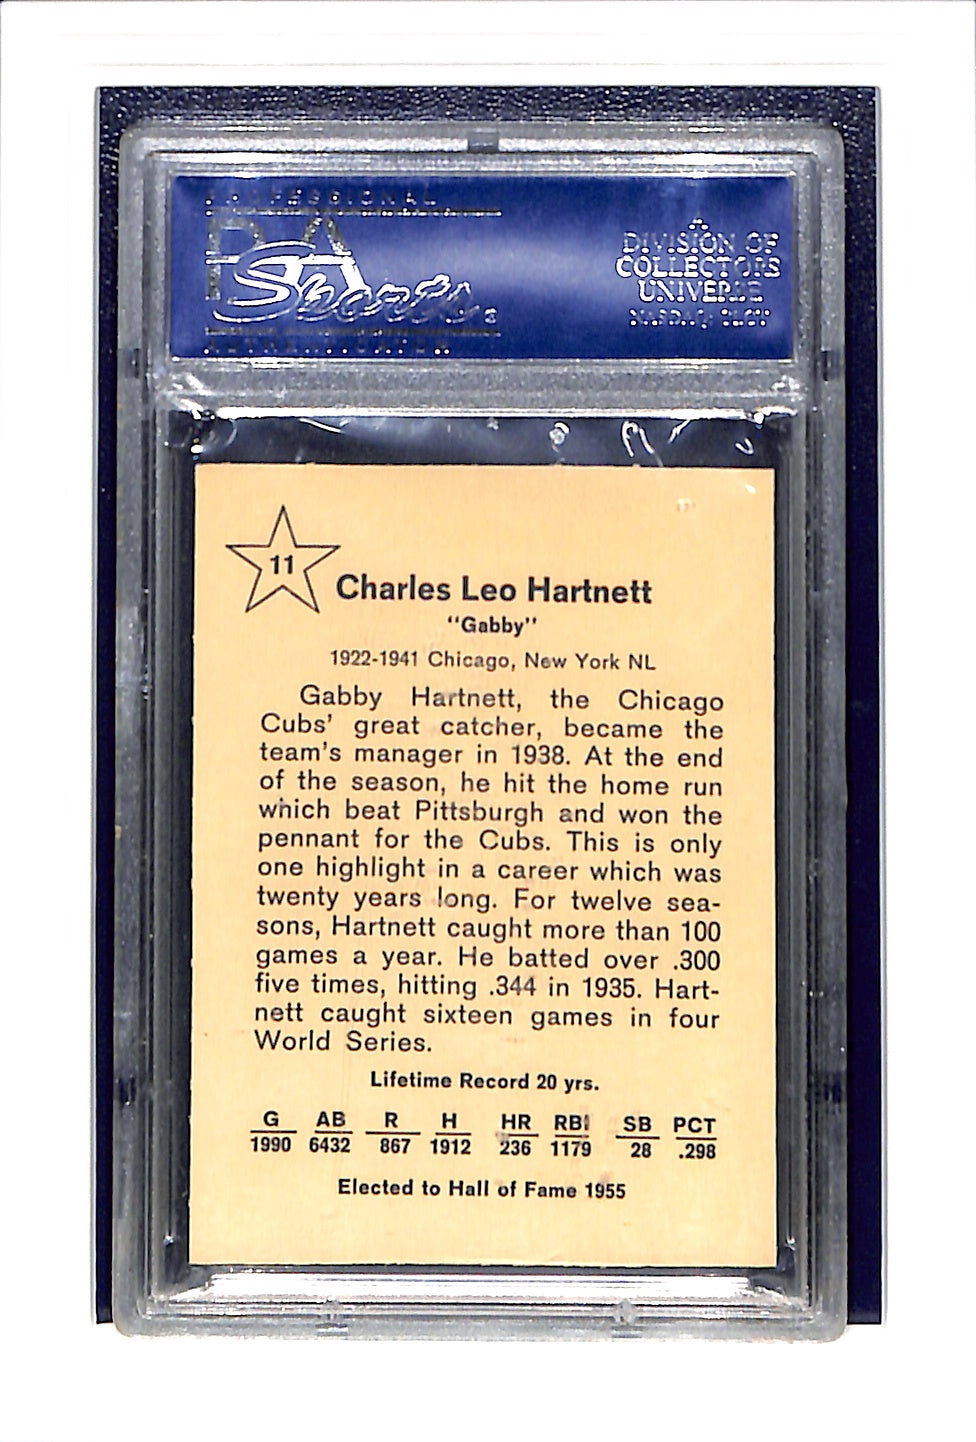 PROFESSIONAL
PSA
Sports
AUTHENTICATOR
DIVISION OF
COLLECTORS
UNIVERSE
11
Charles Leo Hartnett
"Gabby"
1922-1941 Chicago, New York NL
Gabby Hartnett, the Chicago
Cubs' great catcher, became the
team's manager in 1938. At the end
of the season, he hit the home run
which beat Pittsburgh and won the
pennant for the Cubs. This is only
one highlight in a career which was
twenty years long. For twelve sea-
sons, Hartnett caught more than 100
games a year. He batted over .300
five times, hitting .344 in 1935. Hart-
nett caught sixteen games in four
World Series.
Lifetime Record 20 yrs.
G AB R H HR RBI SB PCT
1990 6432 867 1912 236 1179 28 .298
Elected to Hall of Fame 1955